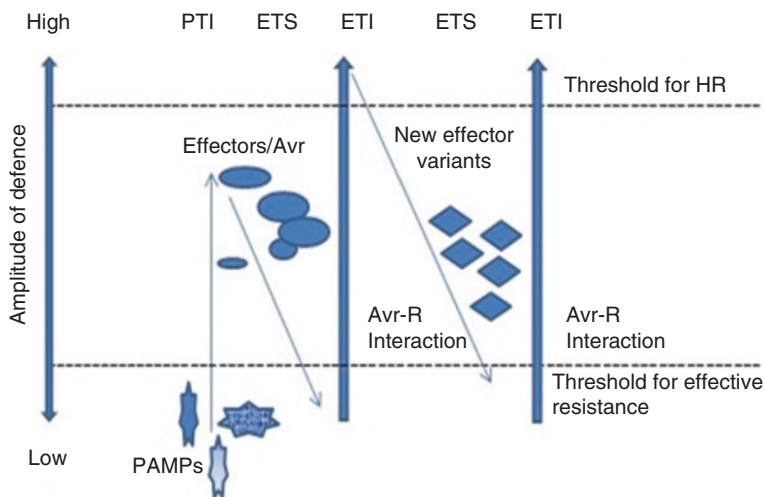 High PTI ETS ETI ETS ETI
Threshold for HR
Effectors/Avr
New effector
variants
Amplitude of defence
Avr-R
Interaction
Avr-R
Interaction
Threshold for effective
resistance
Low
PAMPs